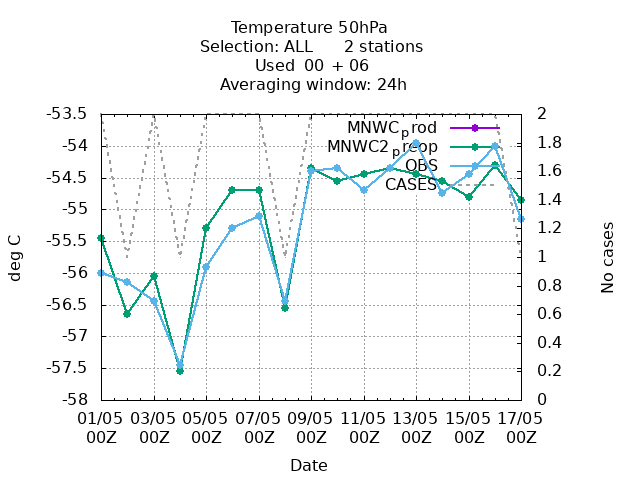 Temperature 50hPa
Selection: ALL 2 stations
Used 00 + 06
Averaging window: 24h
-53.5 2
MNWCprod
-54 1.8
MNWC2preop
OBS
-54.5 1.6
CASES
-55 1.4
-55.5 1.2
-56 1
-56.5 0.8
0.6
-57 0.4
-57.5 0.2
-58 0
deg C
No cases
01/05 03/05 05/05 07/05 09/05 11/05 13/05 15/05 17/05
00Z 00Z 00Z 00Z 00Z 00Z 00Z 00Z 00Z
Date